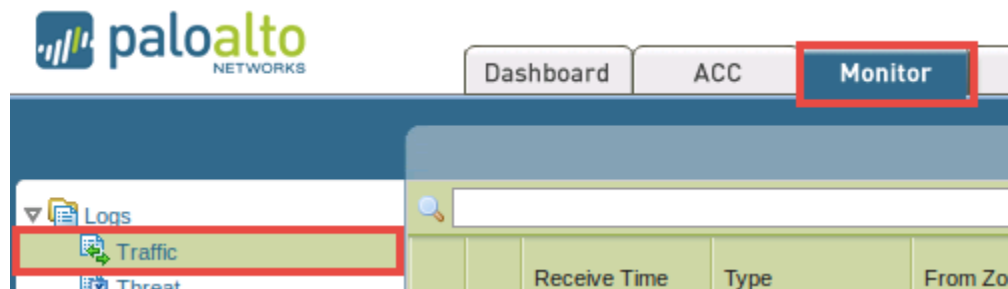 paloalto
NETWORKS
Dashboard ACC Monitor
Logs
Traffic
Threat
Receive Time Type From Zo